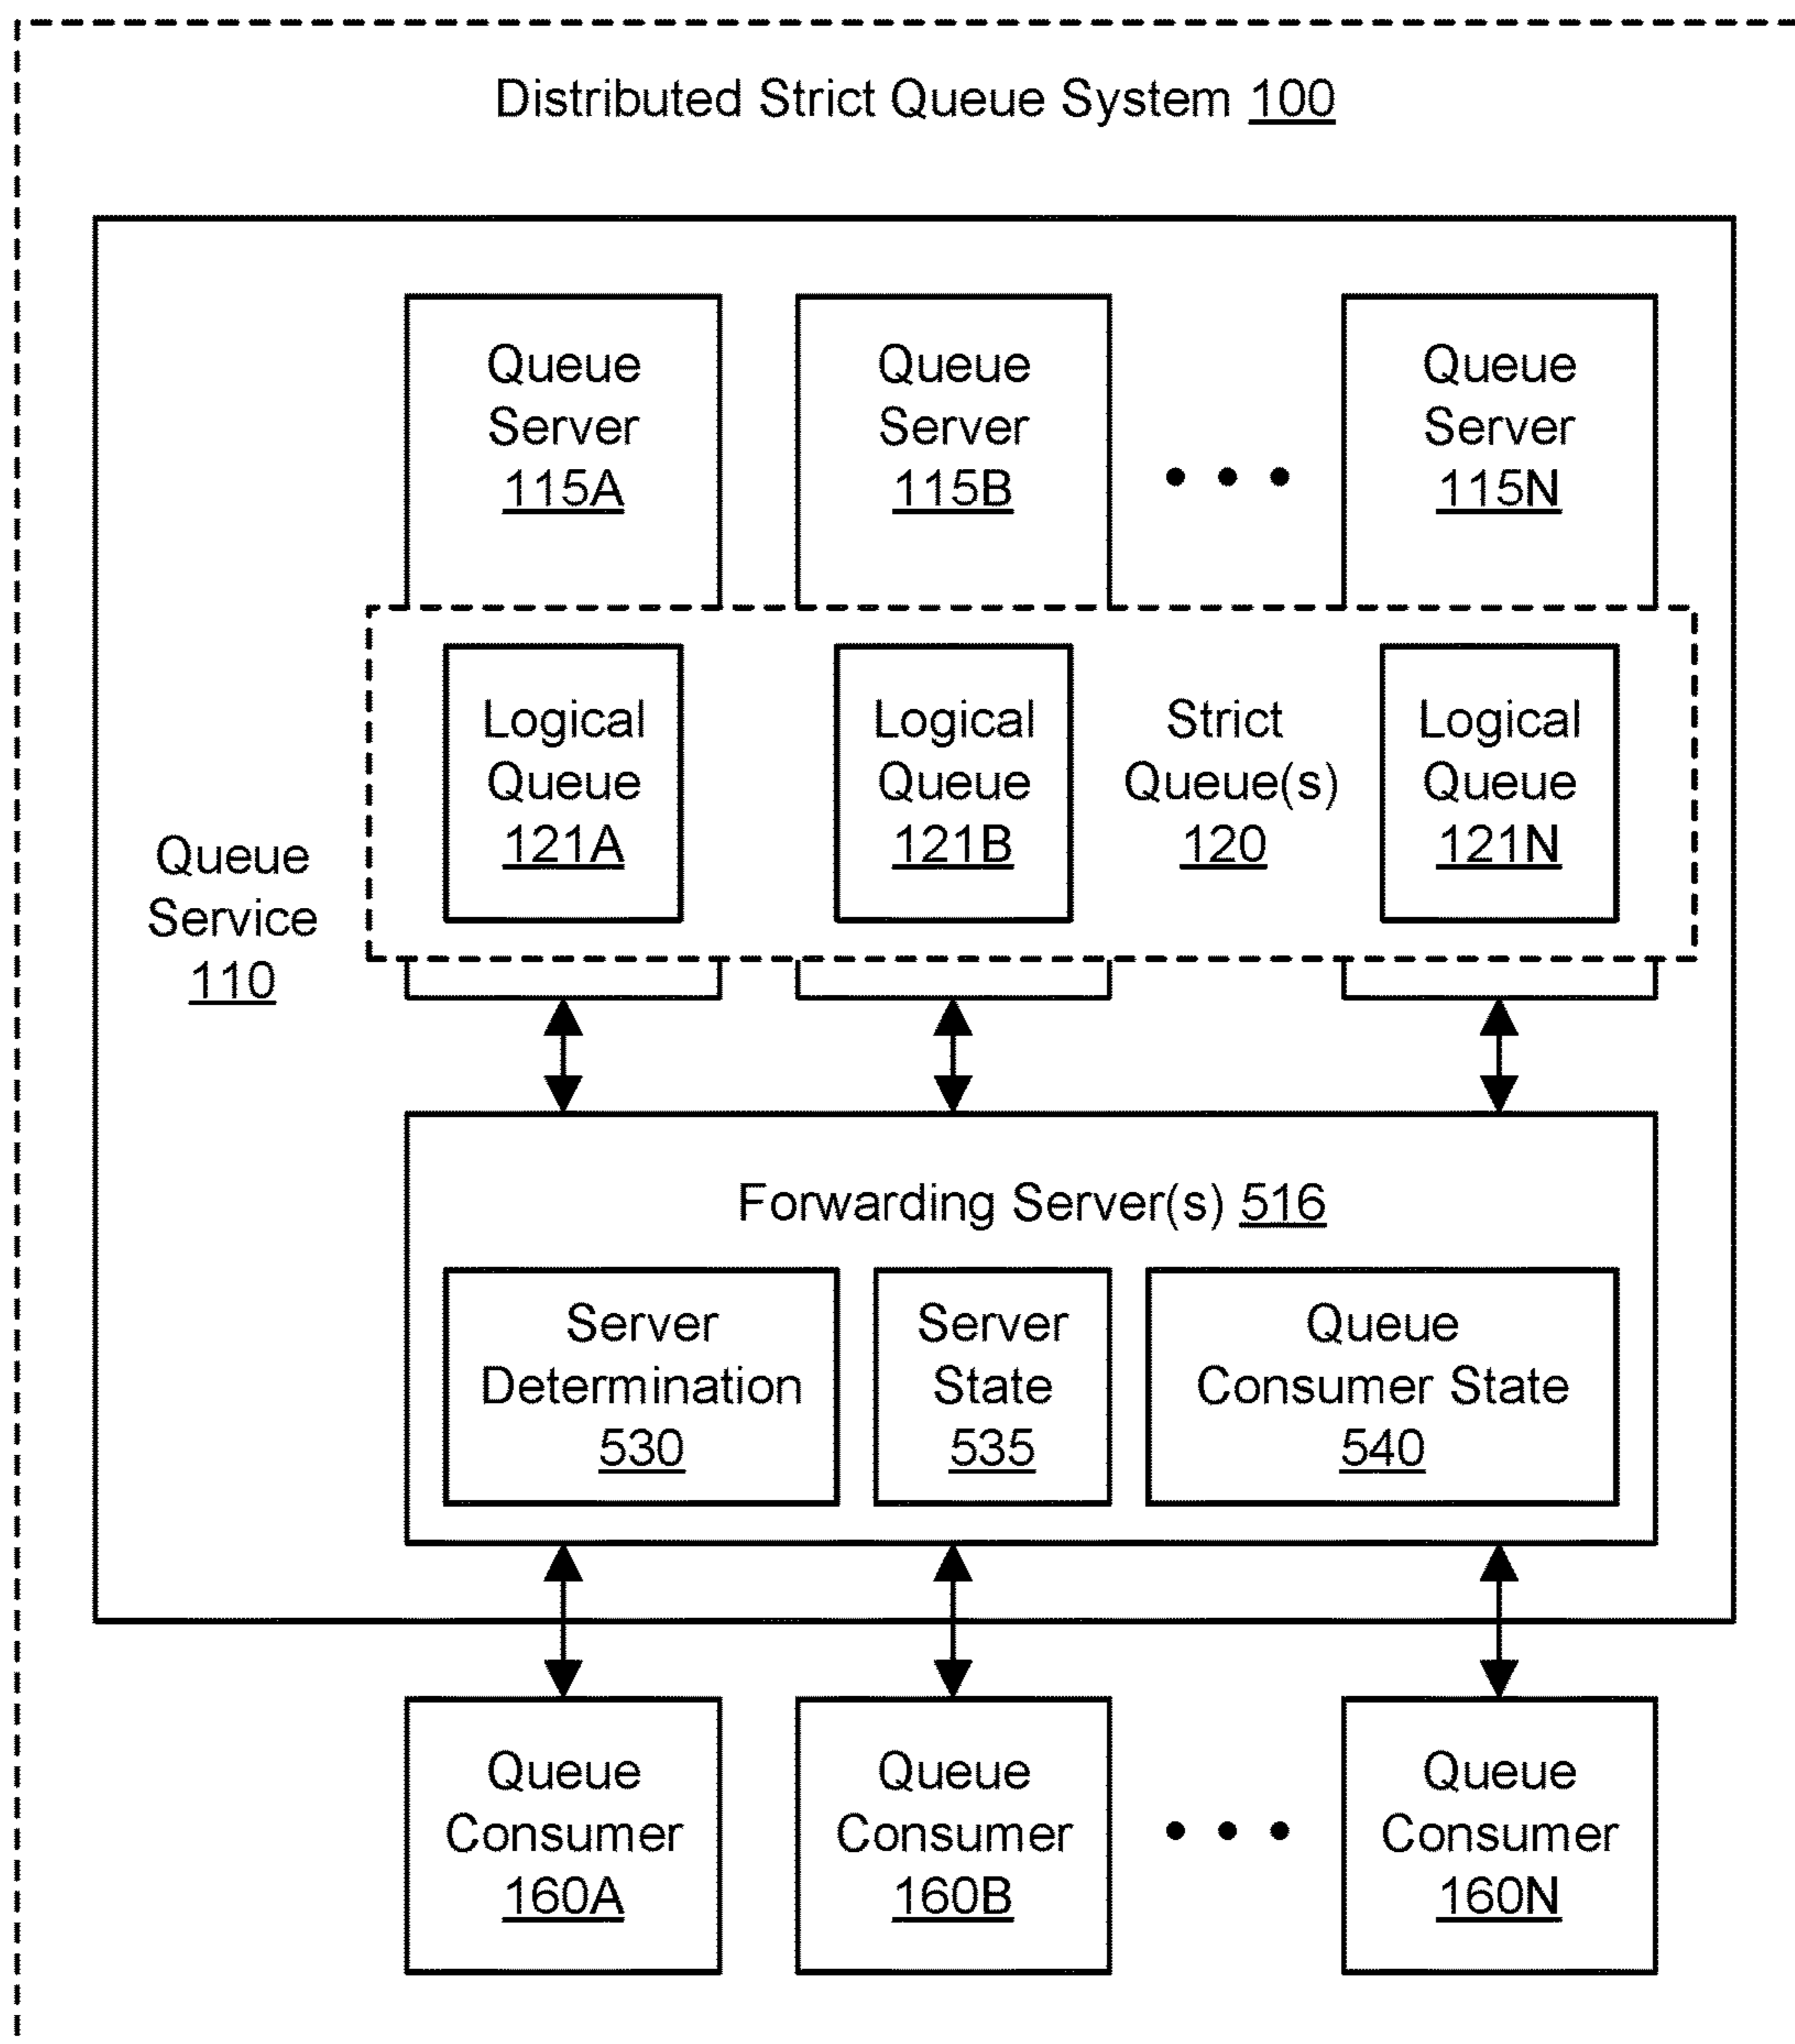 Distributed Strict Queue System 100
Queue
Server
115A
Queue
Server
115B
Queue
Server
115N
Logical
Queue
121A
Logical
Queue
121B
Strict
Queue(s)
120
Logical
Queue
121N
Queue
Service
110
Forwarding Server(s) 516
Server
Determination
530
Server
State
535
Queue
Consumer State
540
Queue
Consumer
160A
Queue
Consumer
160B
Queue
Consumer
160N